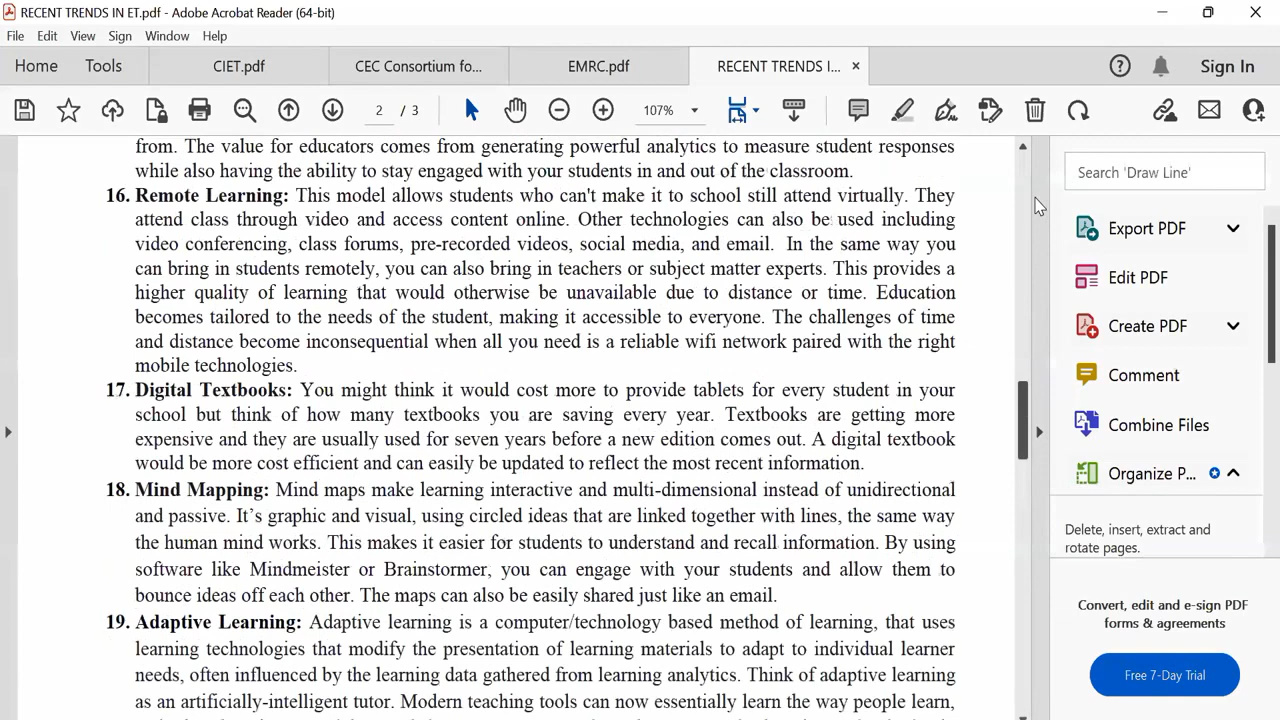 RECENT TRENDS IN ET.pdf - Adobe Acrobat Reader (64-bit)
File Edit View Sign Window Help
Home Tools CIET.pdf CEC Consortium fo... EMRC.pdf RECENT TRENDS I... × Sign In
2 / 3 107%
from. The value for educators comes from generating powerful analytics to measure student responses
while also having the ability to stay engaged with your students in and out of the classroom.
16. Remote Learning: This model allows students who can't make it to school still attend virtually. They
attend class through video and access content online. Other technologies can also be used including
video conferencing, class forums, pre-recorded videos, social media, and email. In the same way you
can bring in students remotely, you can also bring in teachers or subject matter experts. This provides a
higher quality of learning that would otherwise be unavailable due to distance or time. Education
becomes tailored to the needs of the student, making it accessible to everyone. The challenges of time
and distance become inconsequential when all you need is a reliable wifi network paired with the right
mobile technologies.
17. Digital Textbooks: You might think it would cost more to provide tablets for every student in your
school but think of how many textbooks you are saving every year. Textbooks are getting more
expensive and they are usually used for seven years before a new edition comes out. A digital textbook
would be more cost efficient and can easily be updated to reflect the most recent information.
18. Mind Mapping: Mind maps make learning interactive and multi-dimensional instead of unidirectional
and passive. It's graphic and visual, using circled ideas that are linked together with lines, the same way
the human mind works. This makes it easier for students to understand and recall information. By using
software like Mindmeister or Brainstormer, you can engage with your students and allow them to
bounce ideas off each other. The maps can also be easily shared just like an email.
19. Adaptive Learning: Adaptive learning is a computer/technology based method of learning, that uses
learning technologies that modify the presentation of learning materials to adapt to individual learner
needs, often influenced by the learning data gathered from learning analytics. Think of adaptive learning
as an artificially-intelligent tutor. Modern teaching tools can now essentially learn the way people learn,
Search 'Draw Line'
Export PDF
Edit PDF
Create PDF
Comment
Combine Files
Organize P...
Delete, insert, extract and
rotate pages.
Convert, edit and e-sign PDF
forms & agreements
Free 7-Day Trial